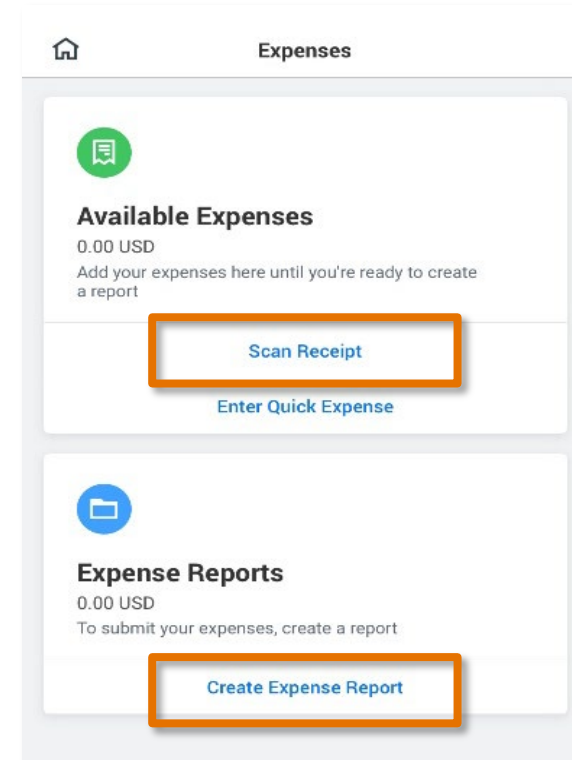 Expenses
Available Expenses
0.00 USD
Add your expenses here until you're ready to create
a report
Scan Receipt
Enter Quick Expense
Expense Reports
0.00 USD
To submit your expenses, create a report
Create Expense Report